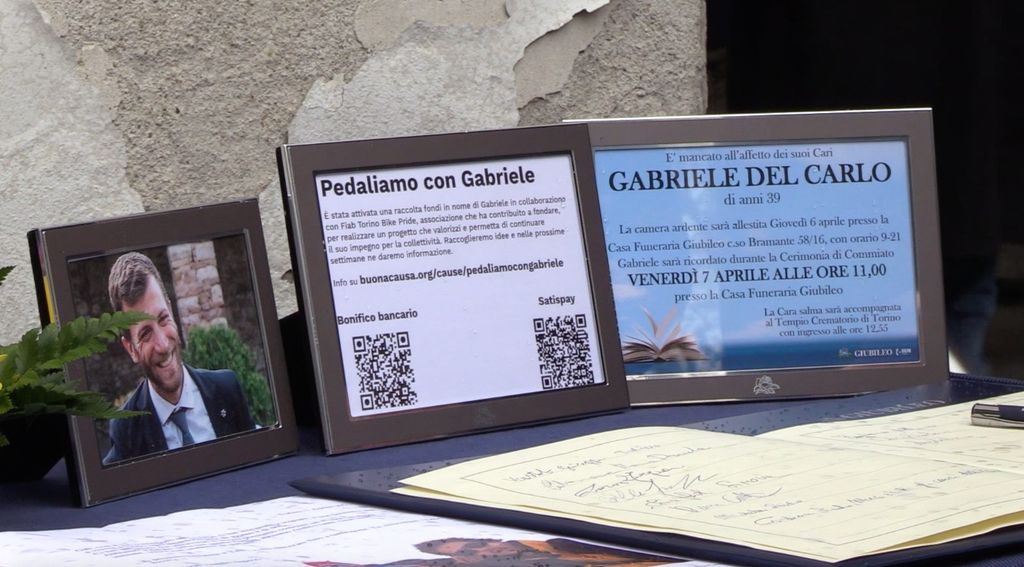 Pedaliamo con Gabriele
È stata attivata una raccolta fondi in nome di Gabriele in collaborazione
con Fiab Torino Bike Pride, associazione che ha contribuito a fondare,
per realizzare un progetto che valorizzi e permetta di continuare
il suo impegno per la collettività. Raccoglieremo idee e nelle prossime
settimane ne daremo informazione.
Info su buonacausa.org/cause/pedaliamocongabriele
Bonifico bancario
Satispay
E' mancato all'affetto dei suoi Cari
GABRIELE DEL CARLO
di anni 39
La camera ardente sarà allestita Giovedì 6 aprile presso la
Casa Funeraria Giubileo c.so Bramante 58/16, con orario 9-21
Gabriele sarà ricordato durante la Cerimonia di Commiato
VENERDÌ 7 APRILE ALLE ORE 11,00
presso la Casa Funeraria Giubileo
La Cara salma sarà accompagnata
al Tempio Crematorio di Torino
con ingresso alle ore 12,55
GIUBILEO